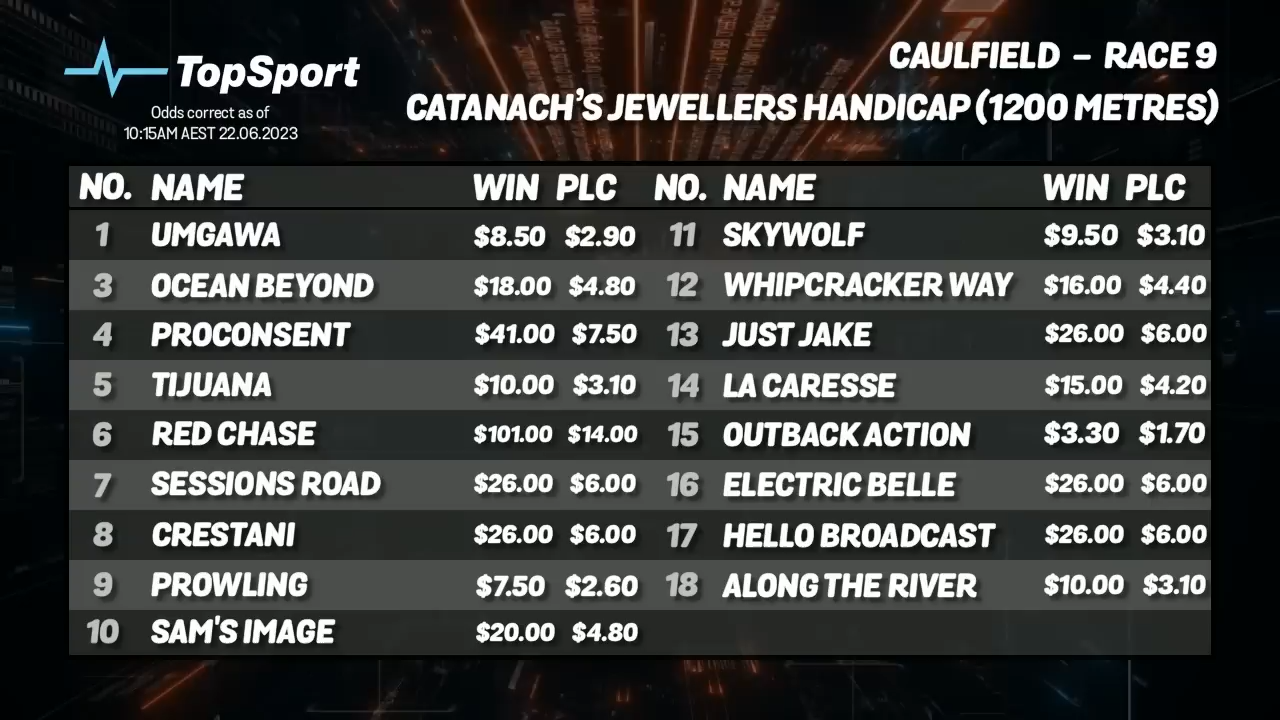 TopSport
Odds correct as of
10:15AM AEST 22.06.2023
CAULFIELD – RACE 9
CATANACH'S JEWELLERS HANDICAP (1200 METRES)
NO. NAME WIN PLC NO. NAME WIN PLC
1 UMGAWA $8.50 $2.90 11 SKYWOLF $9.50 $3.10
3 OCEAN BEYOND $18.00 $4.80 12 WHIPCRACKER WAY $16.00 $4.40
4 PROCONSENT $41.00 $7.50 13 JUST JAKE $26.00 $6.00
5 TIJUANA $10.00 $3.10 14 LA CARESSE $15.00 $4.20
6 RED CHASE $101.00 $14.00 15 OUTBACK ACTION $3.30 $1.70
7 SESSIONS ROAD $26.00 $6.00 16 ELECTRIC BELLE $26.00 $6.00
8 CRESTANI $26.00 $6.00 17 HELLO BROADCAST $26.00 $6.00
9 PROWLING $7.50 $2.60 18 ALONG THE RIVER $10.00 $3.10
10 SAM'S IMAGE $20.00 $4.80